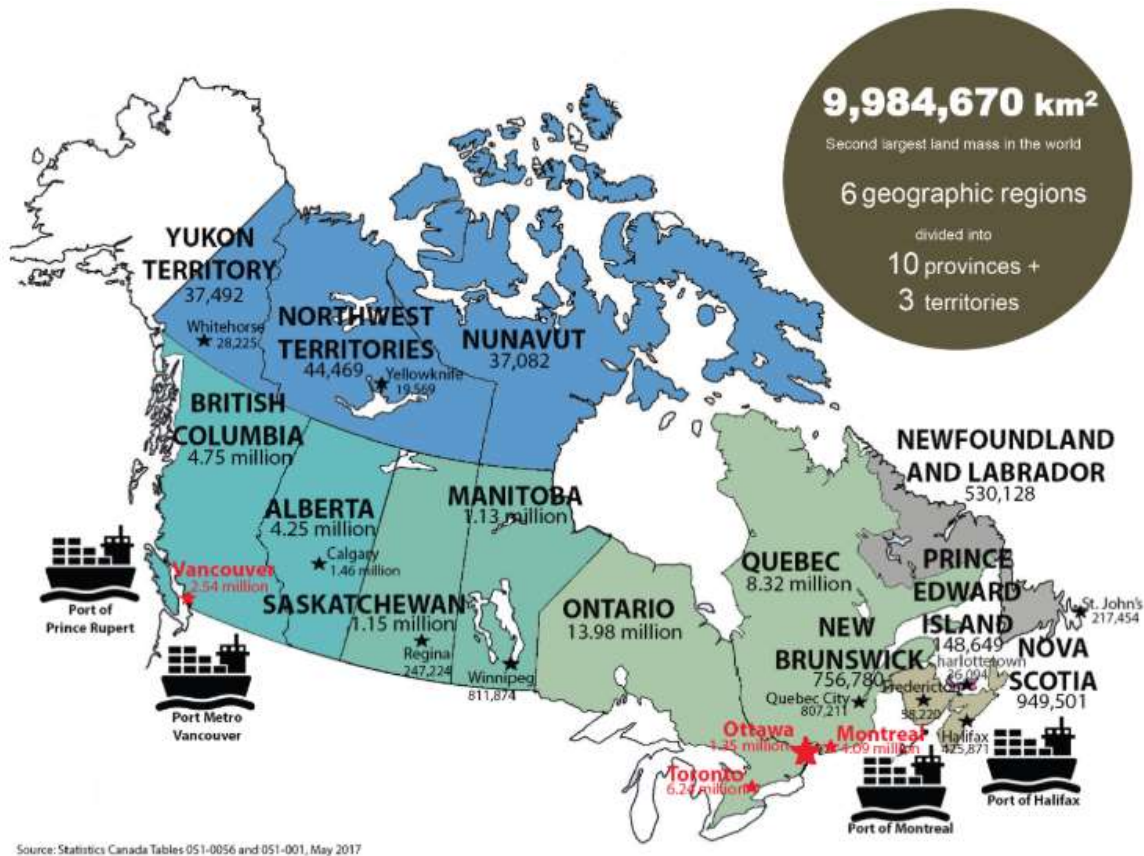 9,984,670 km²
Second largest land mass in the world
6 geographic regions
divided into
10 provinces +
3 territories
YUKON
TERRITORY
37,492
Whitehorse
28,225
NORTHWEST
TERRITORIES
44,469
Yellowknife
19,569
NUNAVUT
37,082
BRITISH
COLUMBIA
4.75 million
ALBERTA
4.25 million
Calgary
1.46 million
MANITOBA
1.13 million
NEWFOUNDLAND
AND LABRADOR
530,128
Vancouver
2.54 million
SASKATCHEWAN
1.15 million
Regina
247,224
Winnipeg
811,874
ONTARIO
13.98 million
QUEBEC
8.32 million
PRINCE
EDWARD
ISLAND
148,649
Charlottetown
36,094
St. John's
217,454
NEW
BRUNSWICK
756,780
Quebec City
807,211
Fredericton
58,220
NOVA
SCOTIA
949,501
Halifax
425,871
Ottawa
1.35 million
Montreal
4.09 million
Toronto
6.24 million
Port of
Prince Rupert
Port Metro
Vancouver
Port of Montreal
Port of Halifax
Source: Statistics Canada Tables 051-0056 and 051-001, May 2017